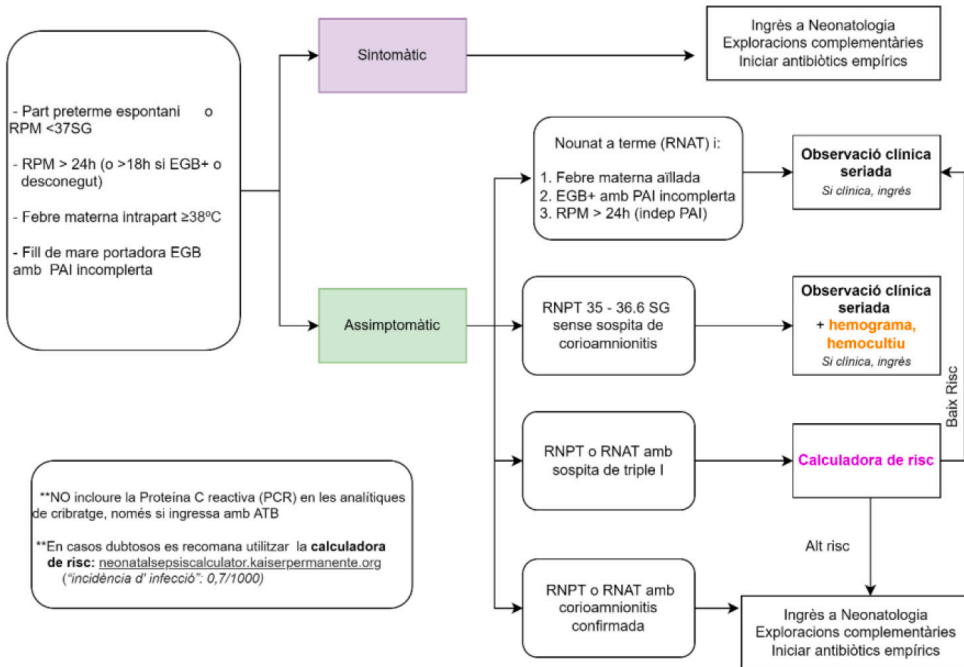 - Part preterme espontani o
RPM <37SG
- RPM > 24h (o >18h si EGB+ o
desconegut)
- Febre materna intrapart ≥38ºC
- Fill de mare portadora EGB
amb PAI incomplerta
Sintomàtic
Ingrès a Neonatologia
Exploracions complementàries
Iniciar antibiòtics empírics
Assimptomàtic
Nounat a terme (RNAT) i:
1. Febre materna aïllada
2. EGB+ amb PAI incomplerta
3. RPM > 24h (indep PAI)
Observació clínica
seriada
Si clínica, ingrés
RNPT 35 - 36.6 SG
sense sospita de
corioamnionitis
Observació clínica
seriada
+ hemograma,
hemocultiu
Si clínica, ingrés
RNPT o RNAT amb
sospita de triple I
Calculadora de risc
Baix Risc
Alt risc
RNPT o RNAT amb
corioamnionitis
confirmada
Ingrès a Neonatologia
Exploracions complementàries
Iniciar antibiòtics empírics
**NO incloure la Proteína C reactiva (PCR) en les analítiques
de cribratge, només si ingressa amb ATB
**En casos dubtosos es recomana utilitzar la calculadora
de risc: neonatalsepsiscalculator.kaiserpermanente.org
("incidència d' infecció": 0,7/1000)